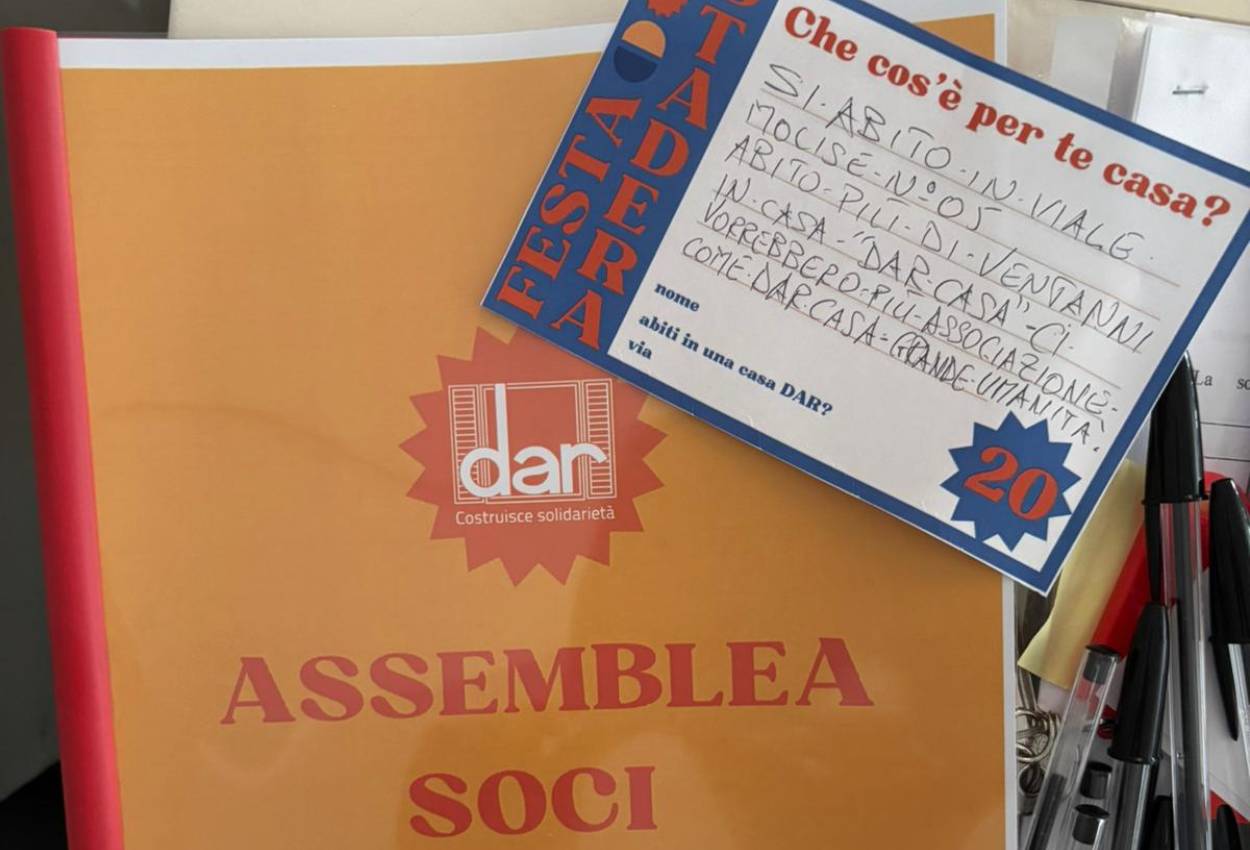 Che cos'è per te casa?
SI·ABITO·IN·VIALE·
MOLISE-N°05
ABITO-PIÙ-DI-VENTANNI
IN·CASA-"DAR-CASA"-CI-
VORREBBERO-PIÙ-ASSOCIAZIONE-
COME-DAR-CASA-GRANDE-UMANITÀ.
nome
abiti in una casa DAR?
via
20
FESTA
STADERA
dar
Costruisce solidarietà
ASSEMBLEA
SOCI
La